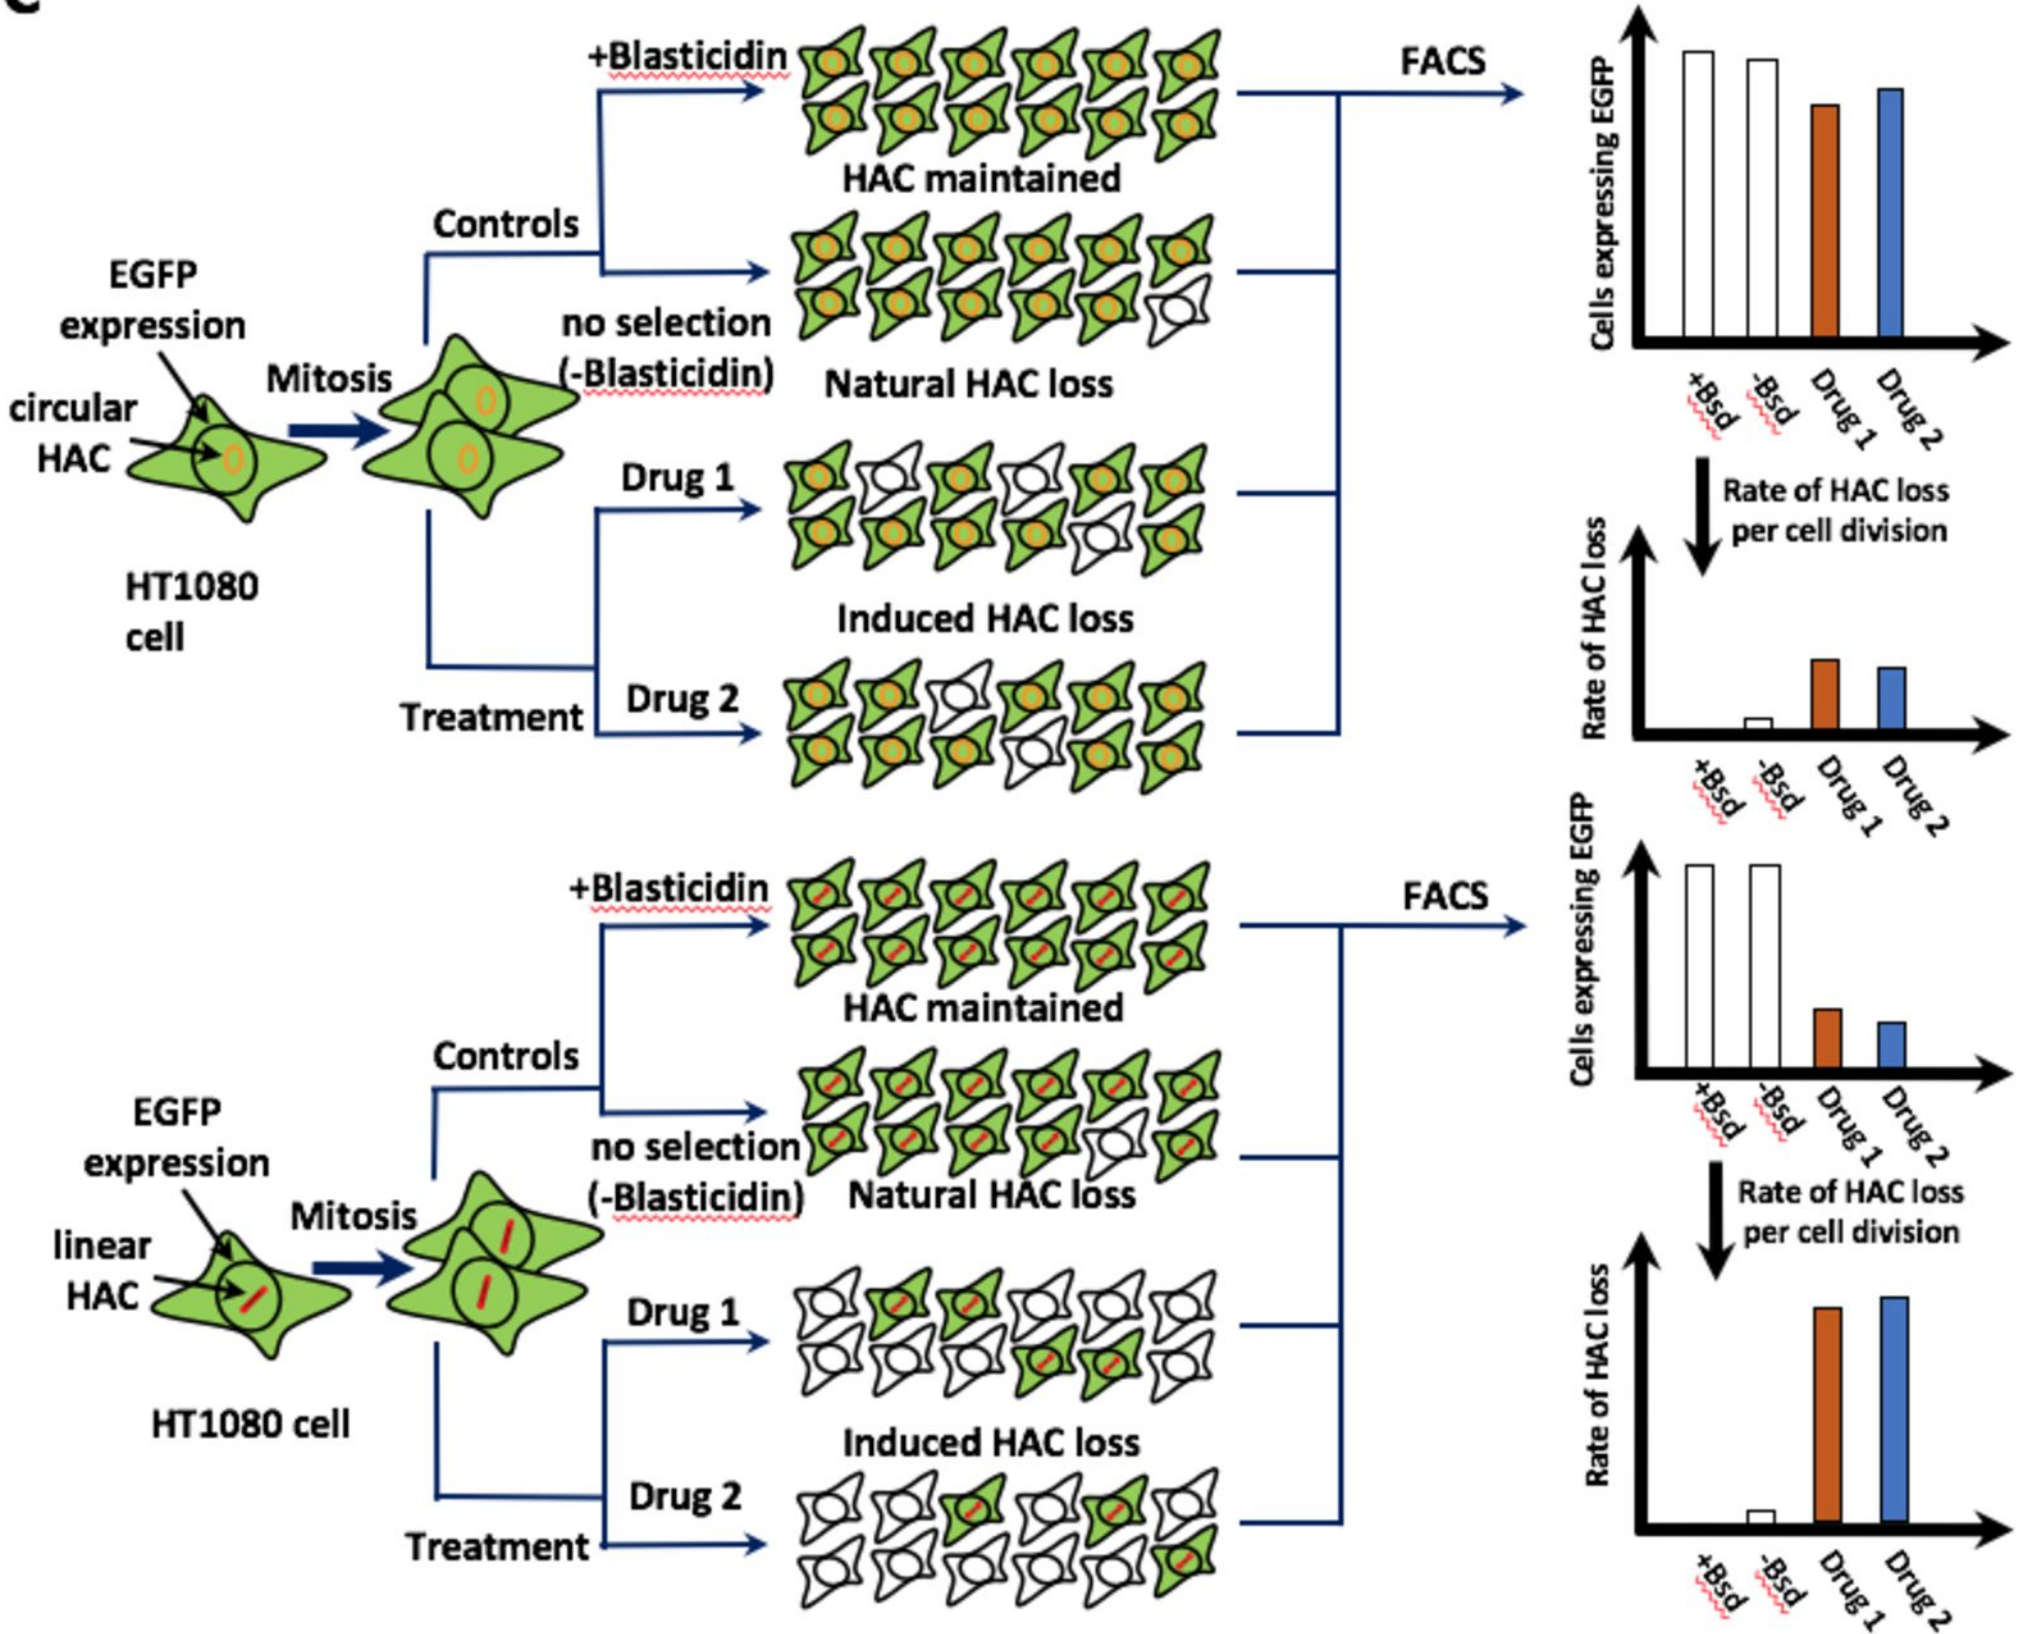 C
+Blasticidin
FACS
HAC maintained
Controls
EGFP
expression
circular
HAC
Mitosis
no selection
(-Blasticidin)
Natural HAC loss
Drug 1
HT1080
cell
Induced HAC loss
Treatment
Drug 2
Cells expressing EGFP
+Bsd
-Bsd
Drug 1
Drug 2
Rate of HAC loss
per cell division
Rate of HAC loss
+Bsd
-Bsd
Drug 1
Drug 2
+Blasticidin
FACS
HAC maintained
Controls
EGFP
expression
linear
HAC
Mitosis
no selection
(-Blasticidin)
Natural HAC loss
Drug 1
HT1080 cell
Induced HAC loss
Drug 2
Treatment
Cells expressing EGFP
+Bsd
-Bsd
Drug 1
Drug 2
Rate of HAC loss
per cell division
Rate of HAC loss
+Bsd
-Bsd
Drug 1
Drug 2